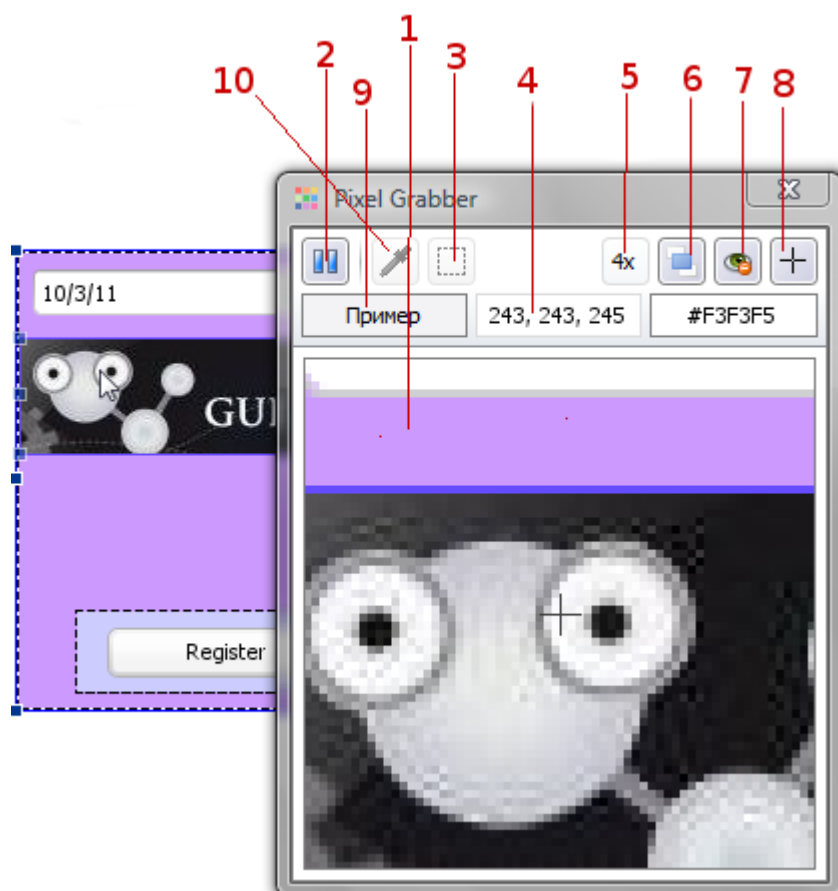 1
2
3
4
5
6
7
8
10
9
Pixel Grabber
10/3/11
4x
Пример
243, 243, 245
#F3F3F5
GUI
Register